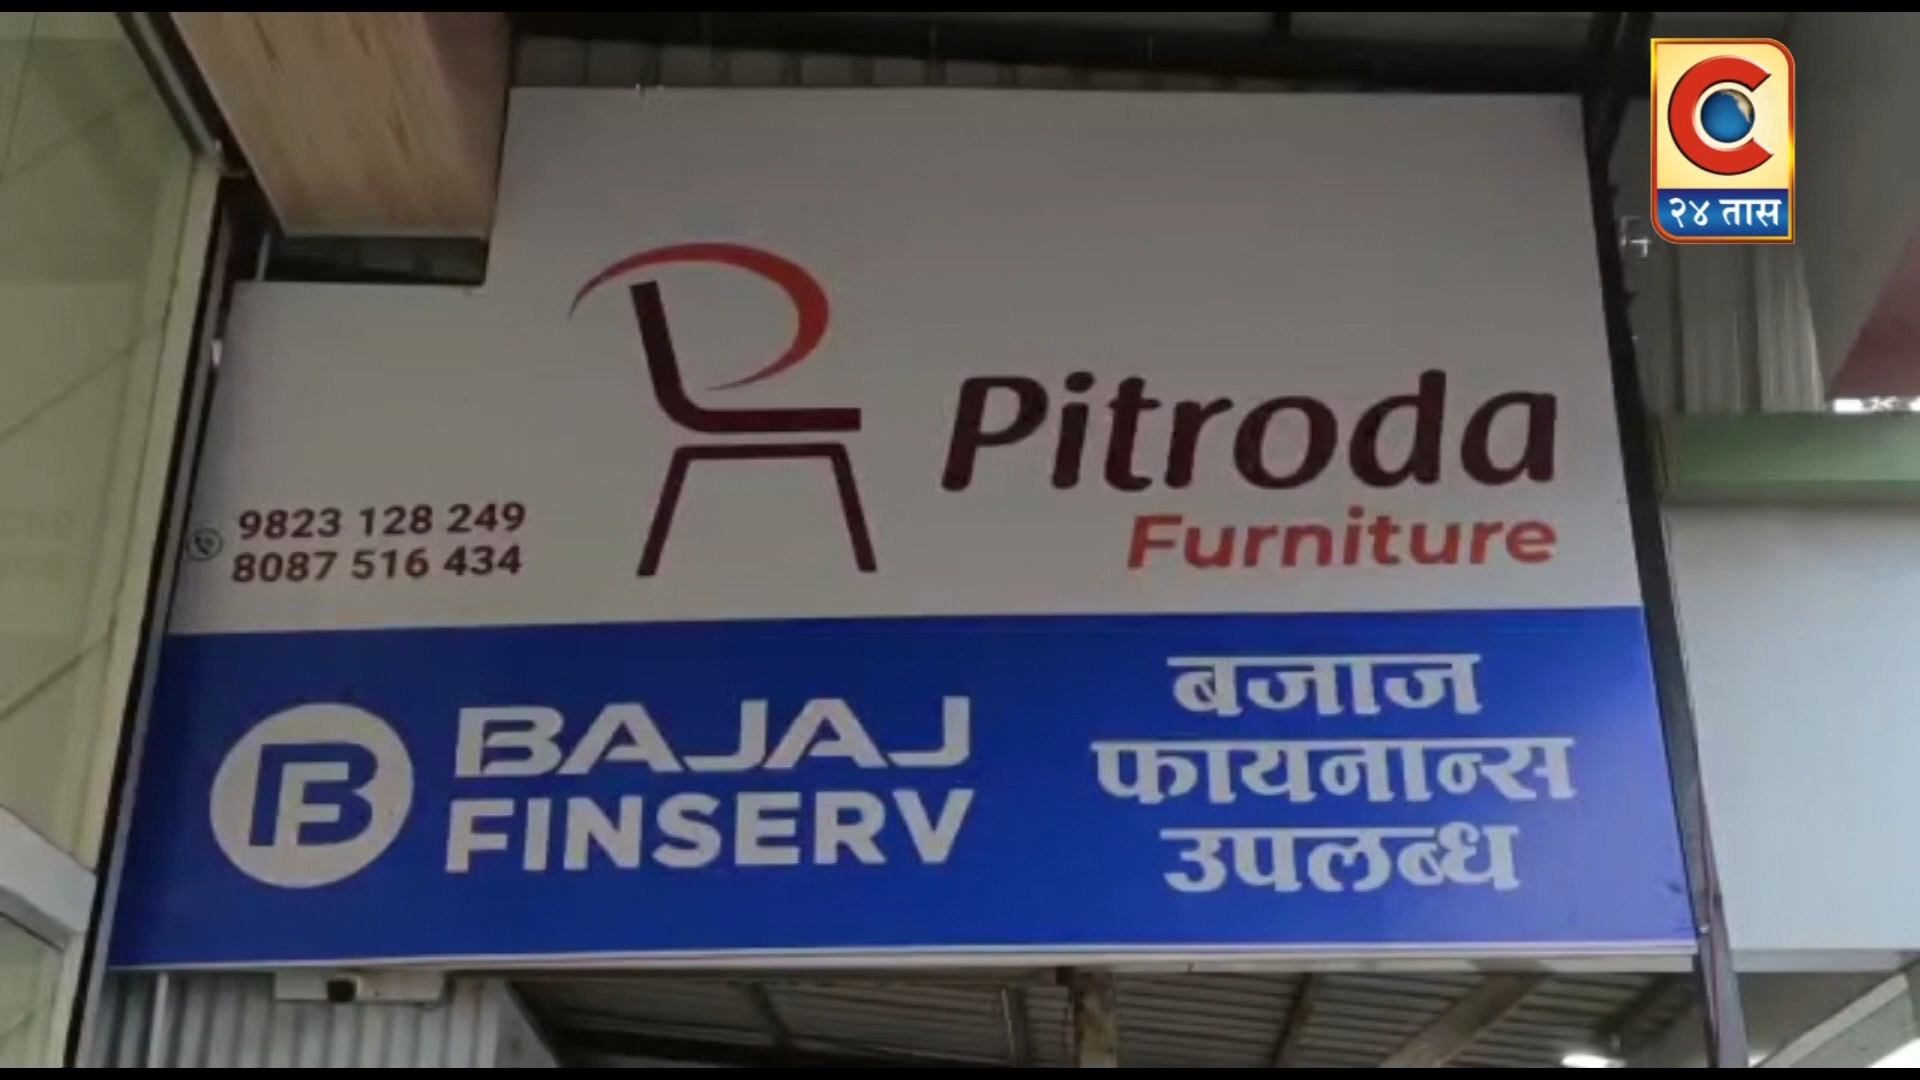 C
२४ तास
Pitroda
Furniture
9823 128 249
8087 516 434
BAJAJ
FINSERV
बजाज
फायनान्स
उपलब्ध